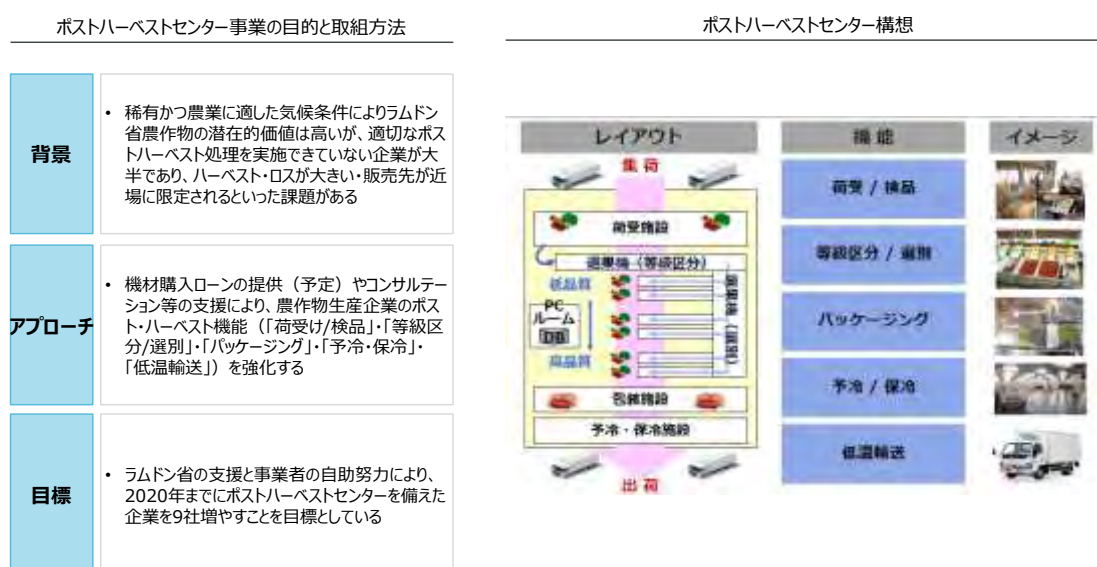 ポストハーベストセンター事業の目的と取組方法
背景
• 稀有かつ農業に適した気候条件によりラムドン
省農作物の潜在的価値は高いが、適切なポス
トハーベスト処理を実施できていない企業が大
半であり、ハーベスト・ロスが大きい・販売先が近
場に限定されるといった課題がある
アプローチ
• 機材購入ローンの提供（予定）やコンサルテー
ション等の支援により、農作物生産企業のポス
ト・ハーベスト機能（「荷受け/検品」・「等級区
分/選別」・「パッケージング」・「予冷・保冷」・
「低温輸送」）を強化する
目標
• ラムドン省の支援と事業者の自助努力により、
2020年までにポストハーベストセンターを備えた
企業を9社増やすことを目標としている
ポストハーベストセンター構想
レイアウト
集荷
荷受施設
選果機（等級区分）
低品質
PC
ルーム
DB
高品質
包装施設
予冷・保冷施設
出荷
機能
荷受 / 検品
等級区分 / 選別
パッケージング
予冷 / 保冷
低温輸送
イメージ